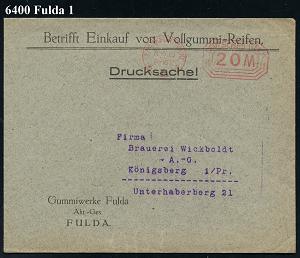 6400 Fulda 1
Betrifft Einkauf von Vollgummi-Reifen.
20M
Drucksache!
Firma
Brauerei Wickboldt
- A.-G.
Königsberg i/Pr.
Unterhaberberg 21
Gummiwerke Fulda
Akt.-Ges
FULDA.